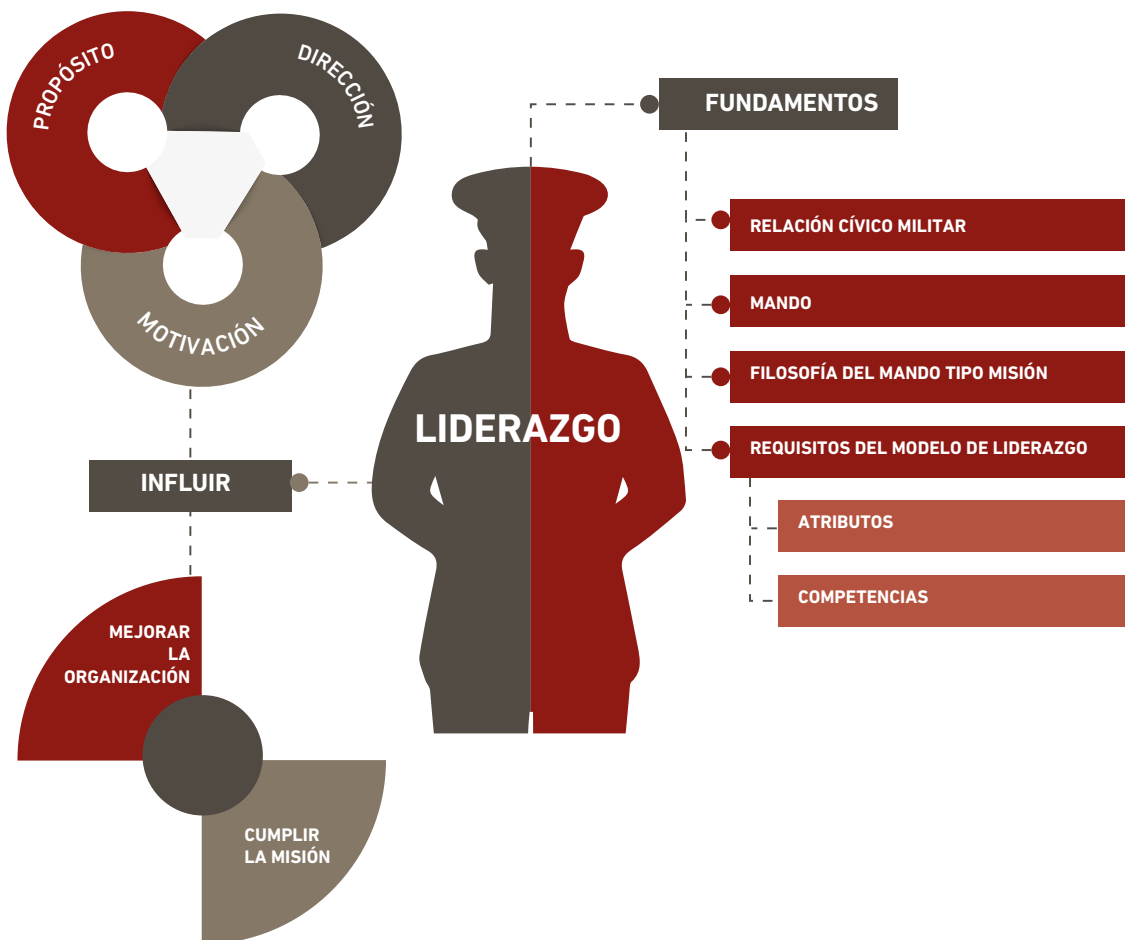 PROPÓSITO
DIRECCIÓN
MOTIVACIÓN
INFLUIR
MEJORAR
LA
ORGANIZACIÓN
CUMPLIR
LA MISIÓN
LIDERAZGO
FUNDAMENTOS
RELACIÓN CÍVICO MILITAR
MANDO
FILOSOFÍA DEL MANDO TIPO MISIÓN
REQUISITOS DEL MODELO DE LIDERAZGO
ATRIBUTOS
COMPETENCIAS